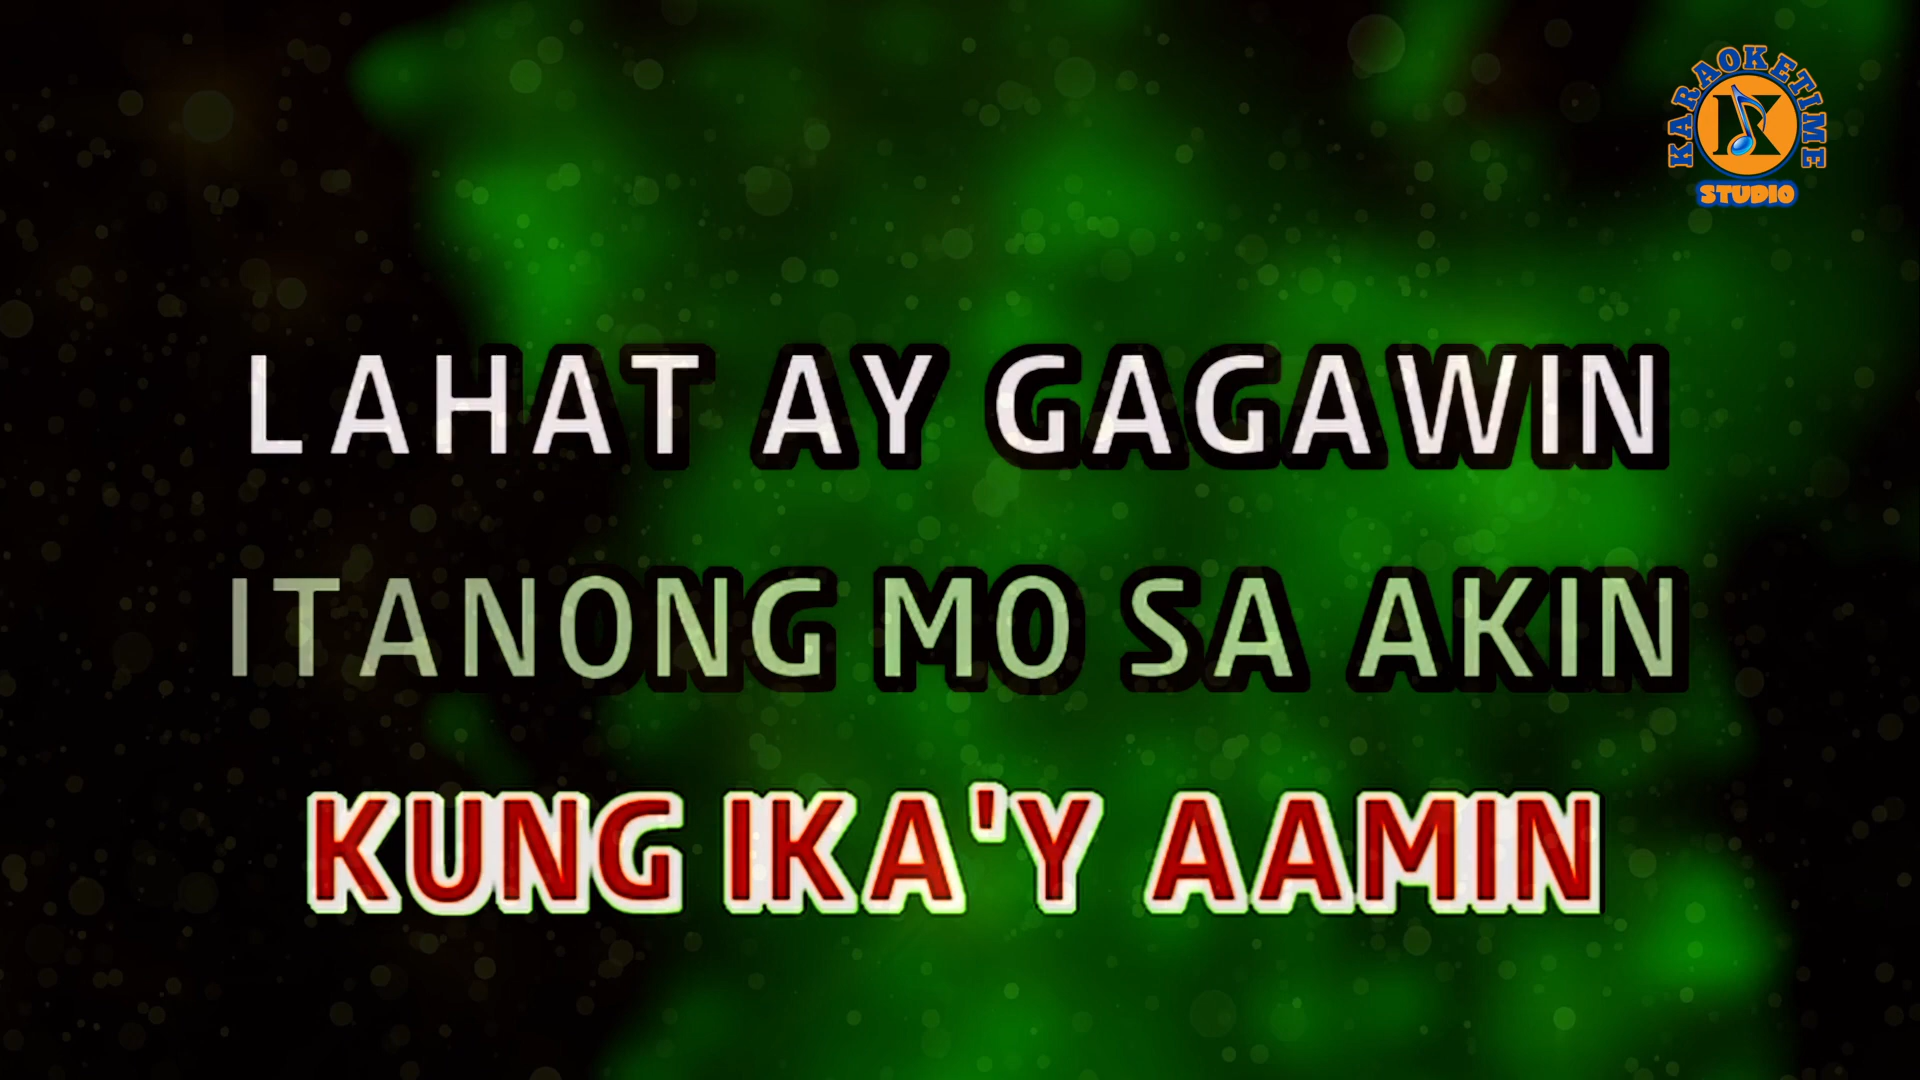 KARAOKETIME
STUDIO
LAHAT AY GAGAWIN
ITANONG MO SA AKIN
KUNG IKA'Y AAMIN